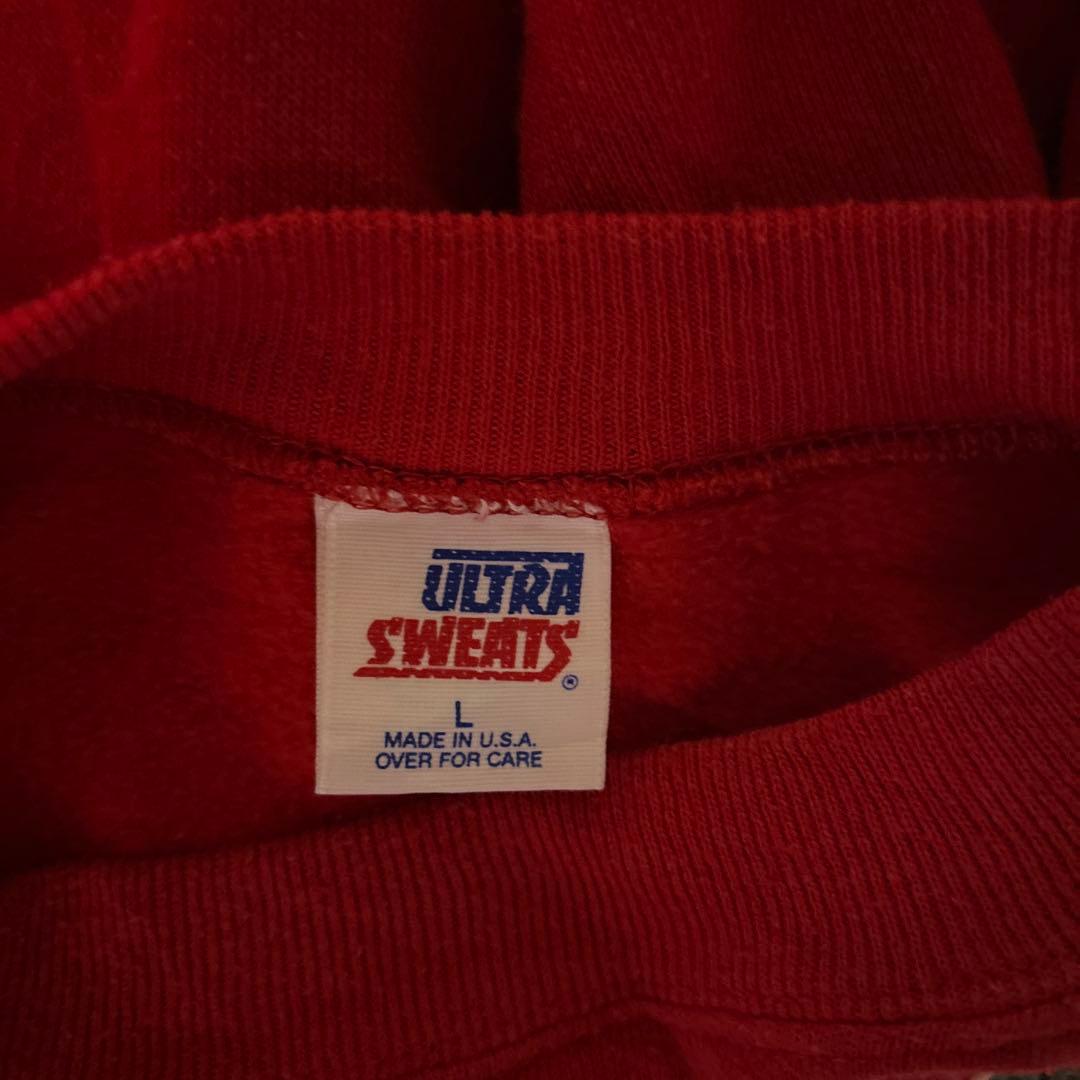 ULTRA
SWEATS®
L
MADE IN U.S.A.
OVER FOR CARE